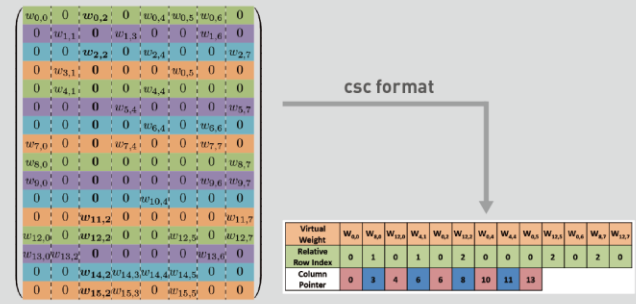 w0,0 0 w0,2 0 w0,4 w0,5 w0,6 0
0 w1,1 0 w1,3 0 0 w1,6 0
0 0 w2,2 0 w2,4 0 0 w2,7
0 w3,1 0 0 0 w0,5 0 0
0 w4,1 0 0 w4,4 0 0 0
0 0 0 w5,4 0 0 0 w5,7
0 0 0 0 w6,4 0 w6,6 0
w7,0 0 0 w7,4 0 0 w7,7 0
w8,0 0 0 0 0 0 0 w8,7
w9,0 0 0 0 0 0 w9,6 w9,7
0 0 0 0 w10,4 0 0 0
0 0 w11,2 0 0 0 0 w11,7
w12,0 0 w12,2 0 0 w12,5 0 w12,7
w13,0 w13,2 0 0 0 0 w13,6 0
0 0 w14,2 w14,3 w14,4 w14,5 0 0
0 0 w15,2 w15,3 0 w15,5 0 0
csc format
Virtual
Weight W0,0 W8,0 W12,0 W4,1 W0,2 W12,2 W0,4 W4,4 W0,5 W12,5 W0,6 W8,7 W12,7
Relative
Row Index 0 1 0 1 0 2 0 0 0 2 0 2 0
Column
Pointer 0 3 4 6 6 8 10 11 13